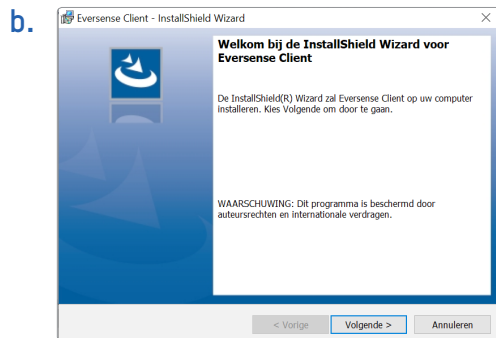 b.
Eversense Client - InstallShield Wizard
Welkom bij de InstallShield Wizard voor
Eversense Client
De InstallShield(R) Wizard zal Eversense Client op uw computer
installeren. Kies Volgende om door te gaan.
WAARSCHUWING: Dit programma is beschermd door
auteursrechten en internationale verdragen.
< Vorige Volgende > Annuleren